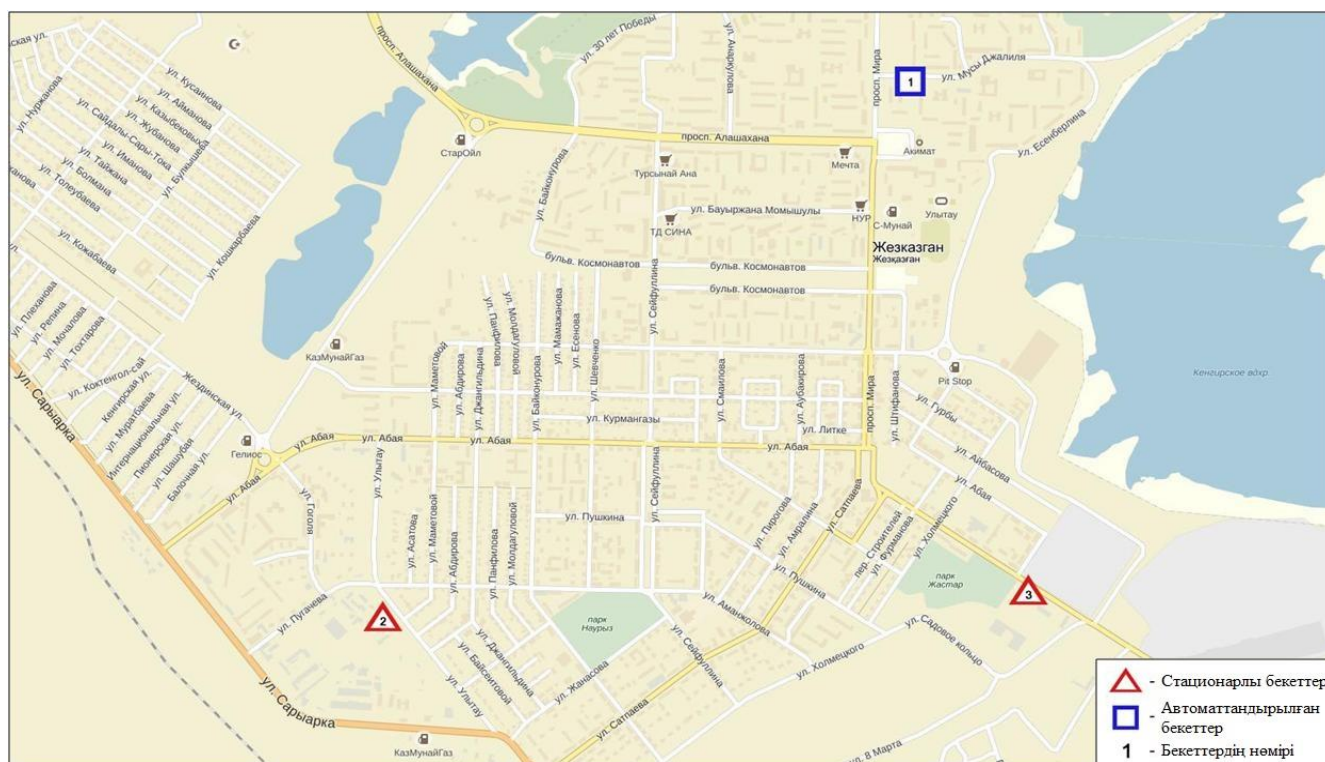 ул. Кусаинова
ул. Айманова
ул. Казыбековых
ул. Жубанова
ул. Сайдалы-Сары-Тока
ул. Иманова
ул. Тайжана
ул. Болмана
ул. Толеубаева
ул. Нуржанова
ул. Булкышева
ул. Кошкарбаева
ул. Кожабаева
просп. Алашахана
СтарОйл
ул. 30 лет Победы
ул. Анаркулова
просп. Мира
1
ул. Мусы Джалиля
просп. Алашахана
Акимат
ул. Есенберлина
Мечта
Турсынай Ана
ул. Байконурова
ул. Бауыржана Момышулы
НУР
С-Мунай
Улытау
ТД СИНА
Жезказган
Жезқазған
бульв. Космонавтов
бульв. Космонавтов
бульв. Космонавтов
ул. Сейфуллина
ул. Плеханова
ул. Репина
ул. Мочалова
ул. Тохтарова
ул. Коктенгол-сай
Кенгирская ул.
ул. Муратбаева
Интернациональная ул.
Пионерская ул.
ул. Шашубая
Балочная ул.
Жездинская ул.
ул. Сарыарка
КазМунайГаз
ул. Маметовой
ул. Абдирова
ул. Джангильдина
ул. Панфилова
ул. Молдагуловой
ул. Байконурова
ул. Мамажанова
ул. Есенова
ул. Шевченко
ул. Смаилова
ул. Аубакирова
просп. Мира
ул. Штифанова
Pit Stop
Кенгирское вдхр.
ул. Гурбы
ул. Курмангазы
ул. Литке
ул. Айбасова
Гелиос
ул. Абая
ул. Абая
ул. Абая
ул. Абая
ул. Абая
ул. Абая
ул. Гоголя
ул. Улытау
ул. Асатова
ул. Маметовой
ул. Абдирова
ул. Панфилова
ул. Молдагуловой
ул. Пушкина
ул. Сейфуллина
ул. Пирогова
ул. Амралина
ул. Сатпаева
пер. Строителей
ул. Фурманова
ул. Холмецкого
парк
Жастар
3
ул. Пушкина
ул. Пугачева
2
парк
Наурыз
ул. Аманжолова
ул. Садовое кольцо
ул. Холмецкого
ул. Сейфуллина
ул. Джангильдина
ул. Байсеитовой
ул. Улытау
ул. Жанасова
ул. Сатпаева
ул. Сарыарка
КазМунайГаз
ул. 8 Марта
- Стационарлы бекеттер
- Автоматтандырылған
бекеттер
1 - Бекеттердің нөмірі